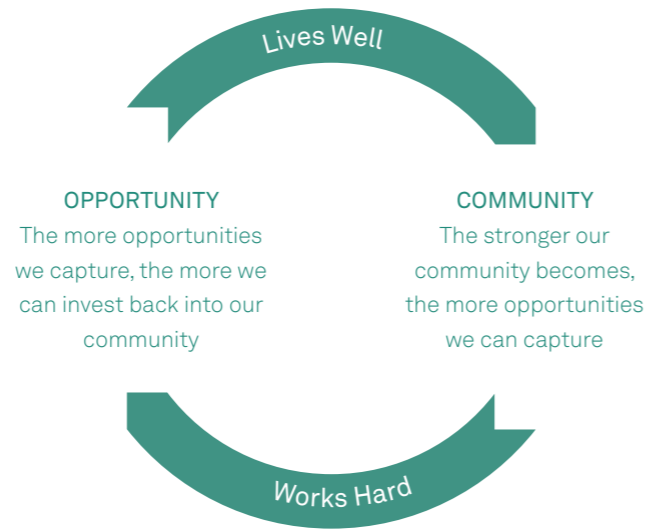 Lives Well
OPPORTUNITY
The more opportunities
we capture, the more we
can invest back into our
community
COMMUNITY
The stronger our
community becomes,
the more opportunities
we can capture
Works Hard